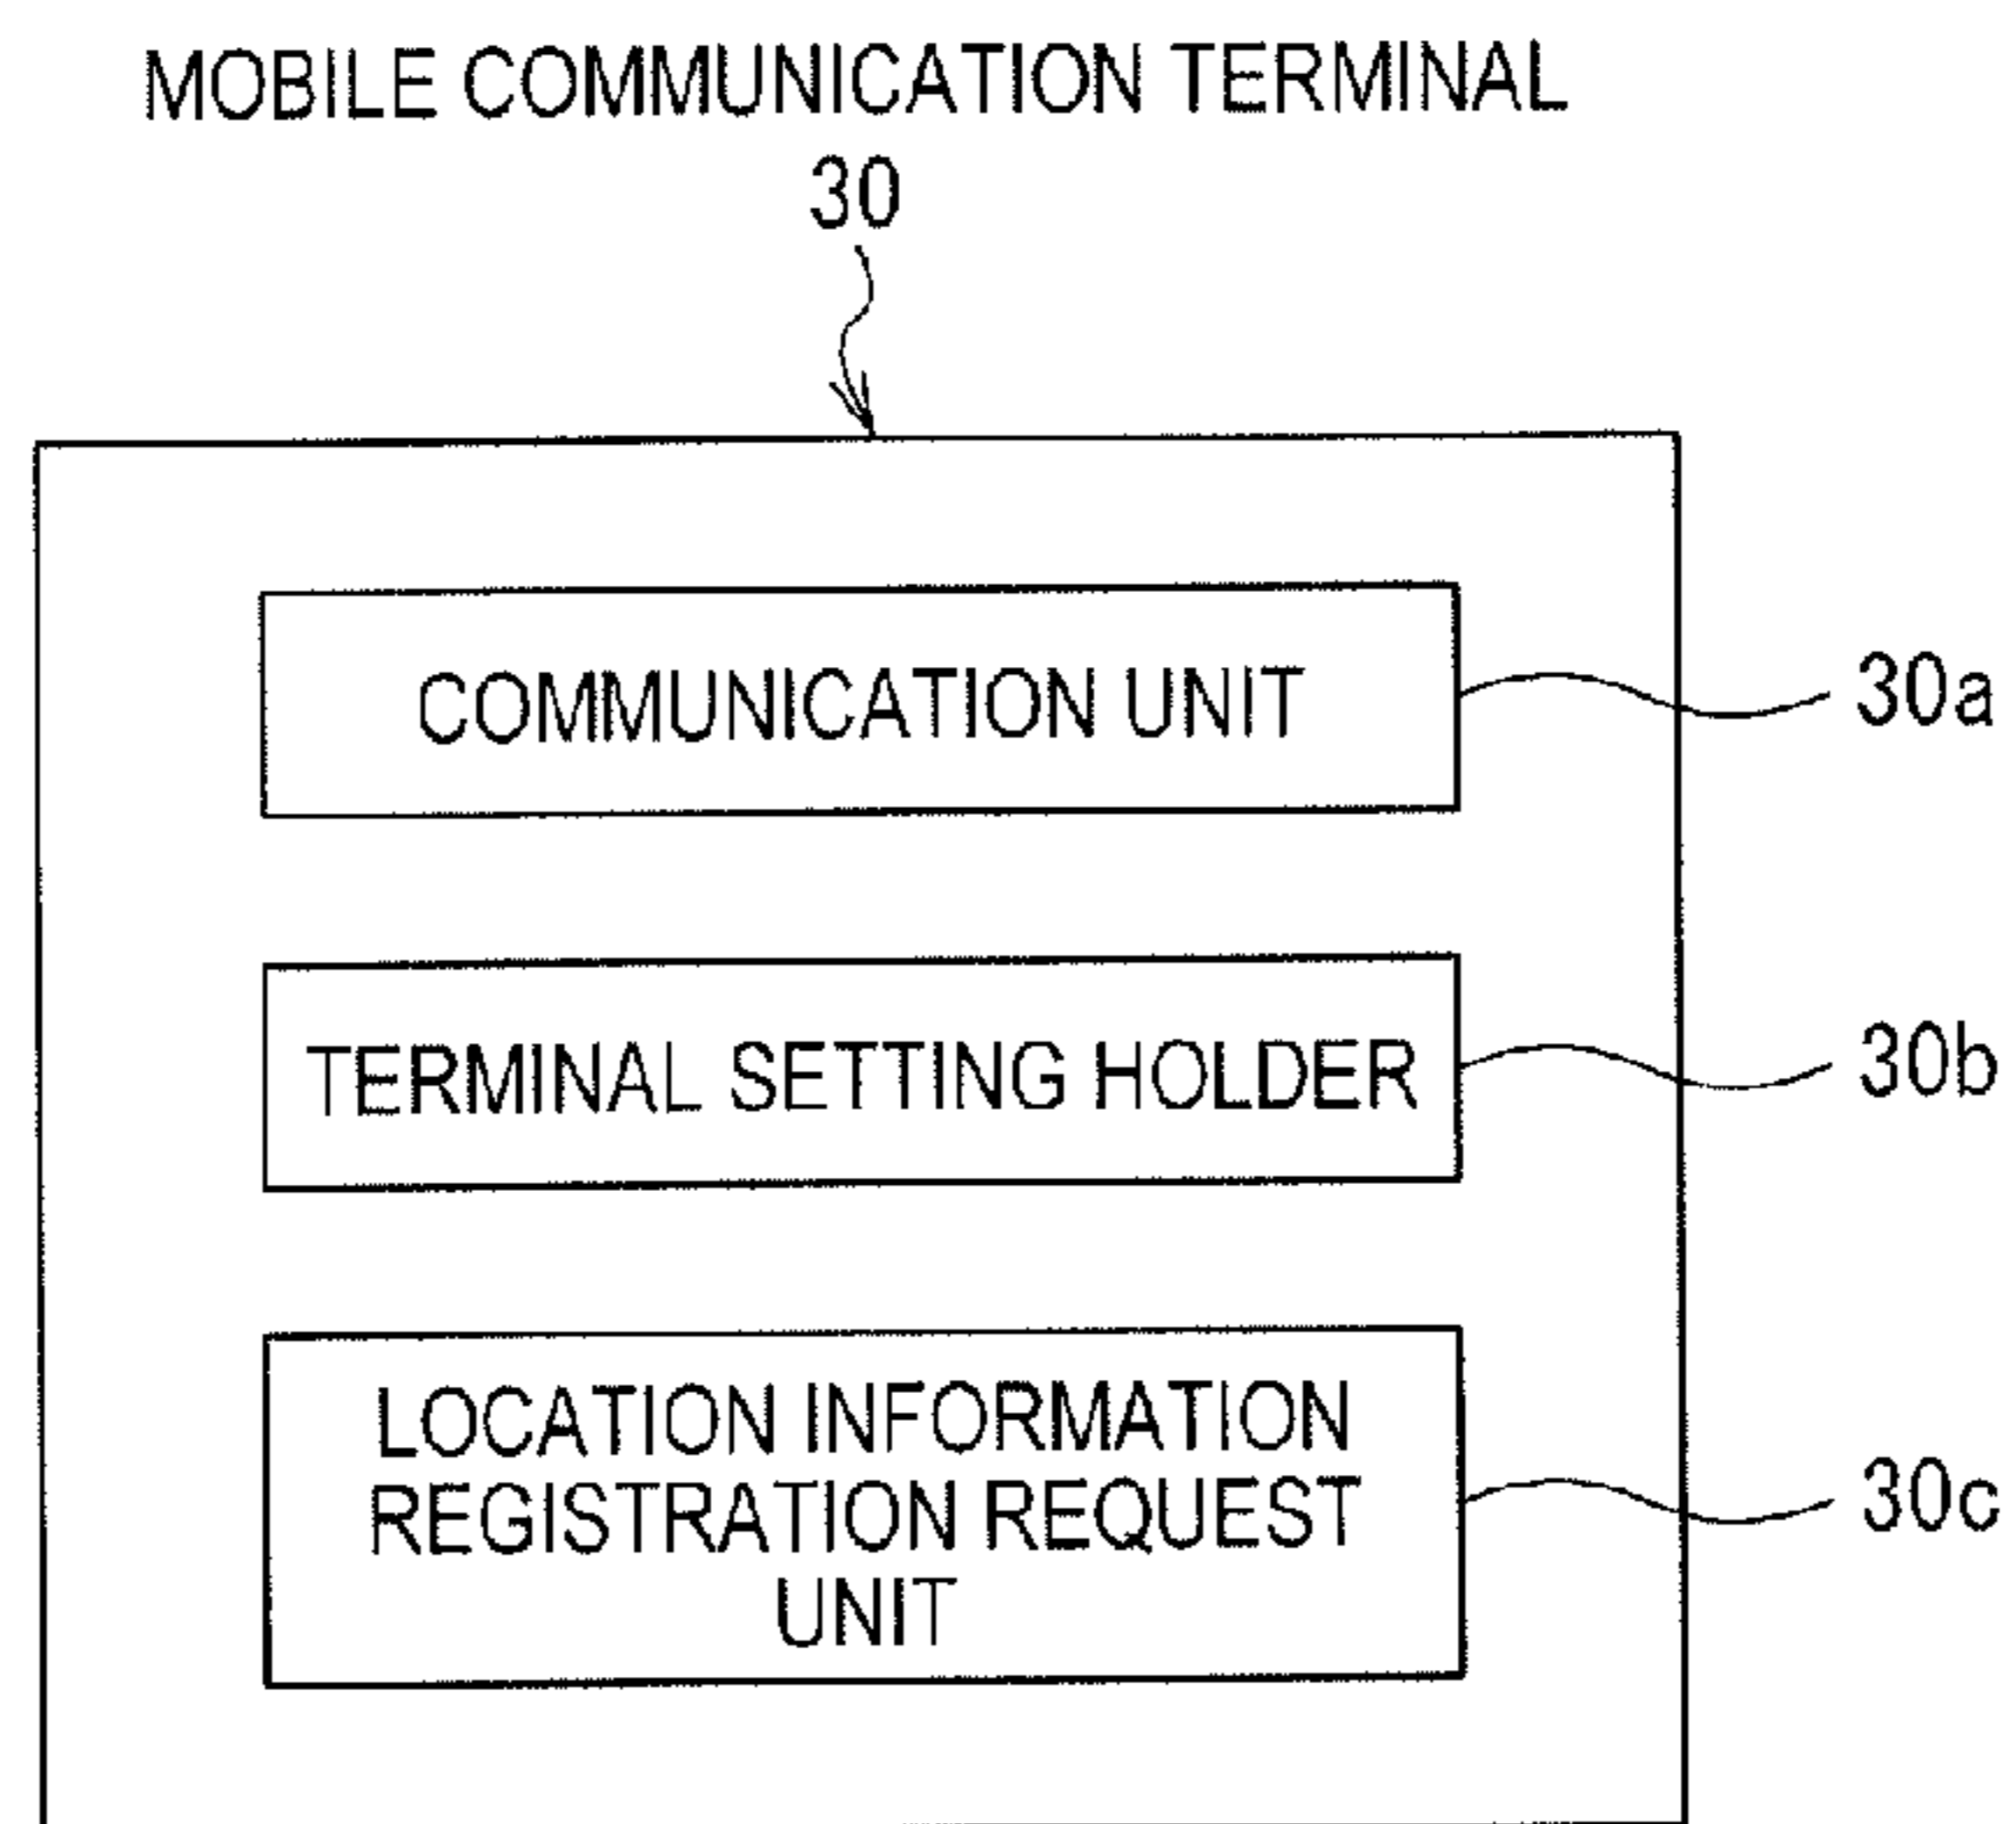 MOBILE COMMUNICATION TERMINAL
30
COMMUNICATION UNIT
30a
TERMINAL SETTING HOLDER
30b
LOCATION INFORMATION
REGISTRATION REQUEST
UNIT
30c